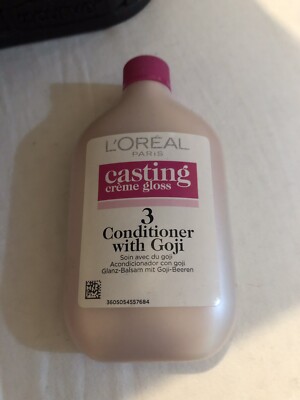 L'ORÉAL
PARIS
casting
crème gloss
3
Conditioner
with Goji
Soin avec du goji
Acondicionador con goji
Glanz-Balsam mit Goji-Beeren
3605054557684